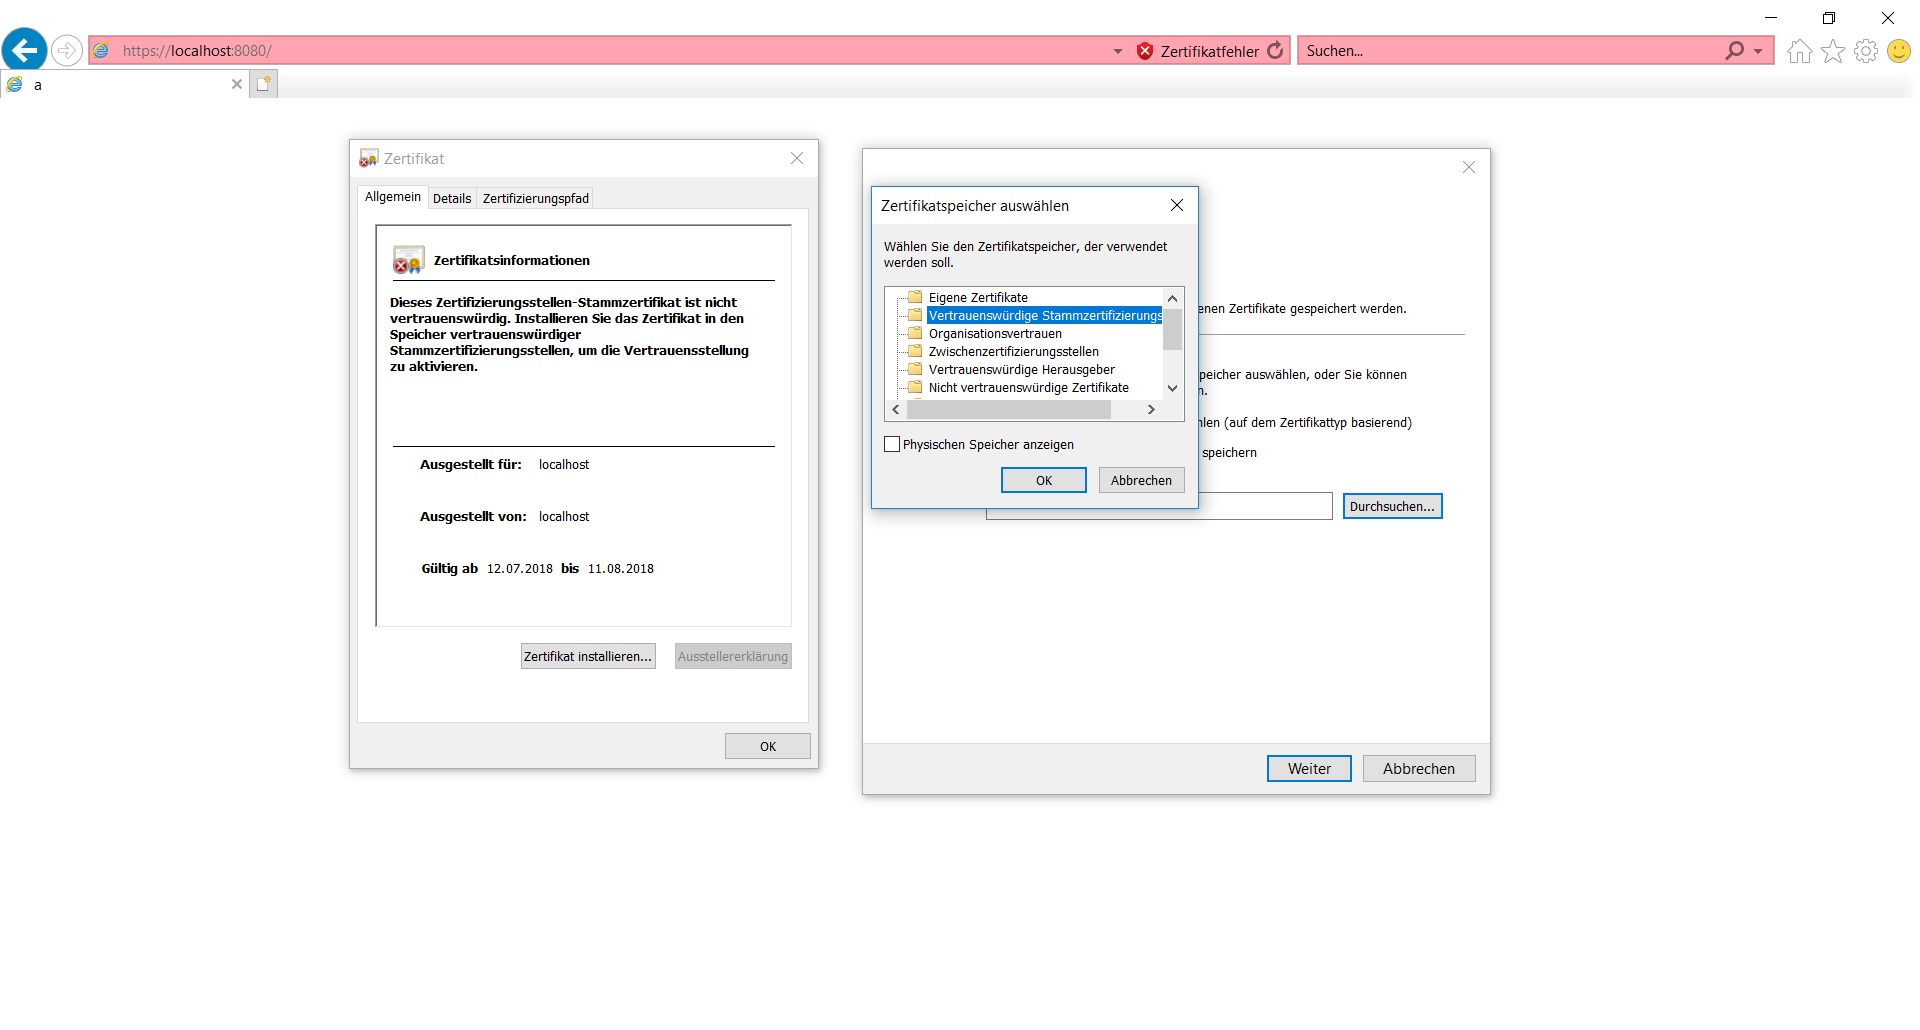 https://localhost:8080/
Zertifikatfehler
Suchen...
a
Zertifikat
Allgemein
Details
Zertifizierungspfad
Zertifikatsinformationen
Dieses Zertifizierungsstellen-Stammzertifikat ist nicht
vertrauenswürdig. Installieren Sie das Zertifikat in den
Speicher vertrauenswürdiger
Stammzertifizierungsstellen, um die Vertrauensstellung
zu aktivieren.
Ausgestellt für: localhost
Ausgestellt von: localhost
Gültig ab 12.07.2018 bis 11.08.2018
Zertifikat installieren...
Ausstellererklärung
OK
Zertifikatspeicher auswählen
Wählen Sie den Zertifikatspeicher, der verwendet
werden soll.
Eigene Zertifikate
Vertrauenswürdige Stammzertifizierungs
Organisationsvertrauen
Zwischenzertifizierungsstellen
Vertrauenswürdige Herausgeber
Nicht vertrauenswürdige Zertifikate
Physischen Speicher anzeigen
OK
Abbrechen
enen Zertifikate gespeichert werden.
peicher auswählen, oder Sie können
n.
hlen (auf dem Zertifikattyp basierend)
speichern
Durchsuchen...
Weiter
Abbrechen